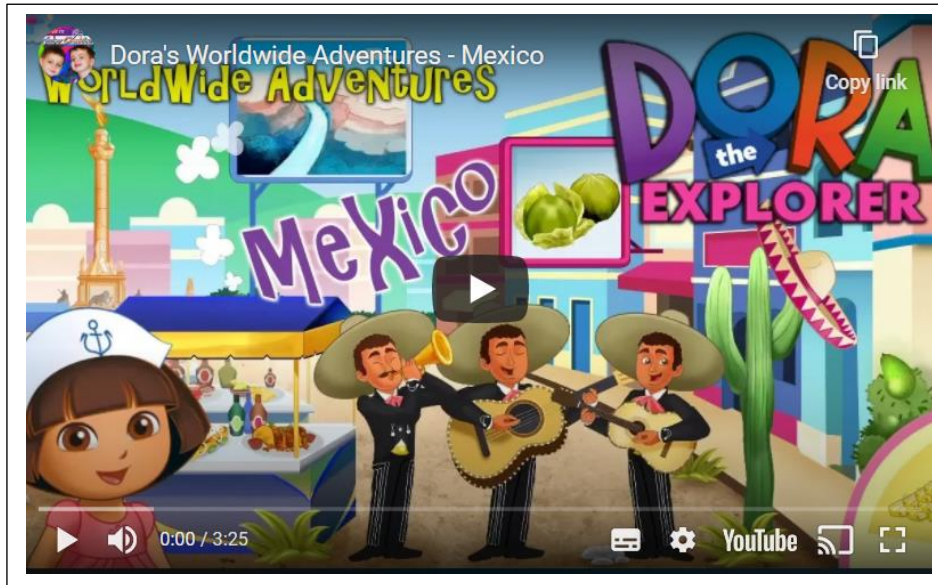 Dora's Worldwide Adventures - Mexico
Copy link
WorldWide Adventures
DORA
the
EXPLORER
MeXico
0:00 / 3:25
YouTube